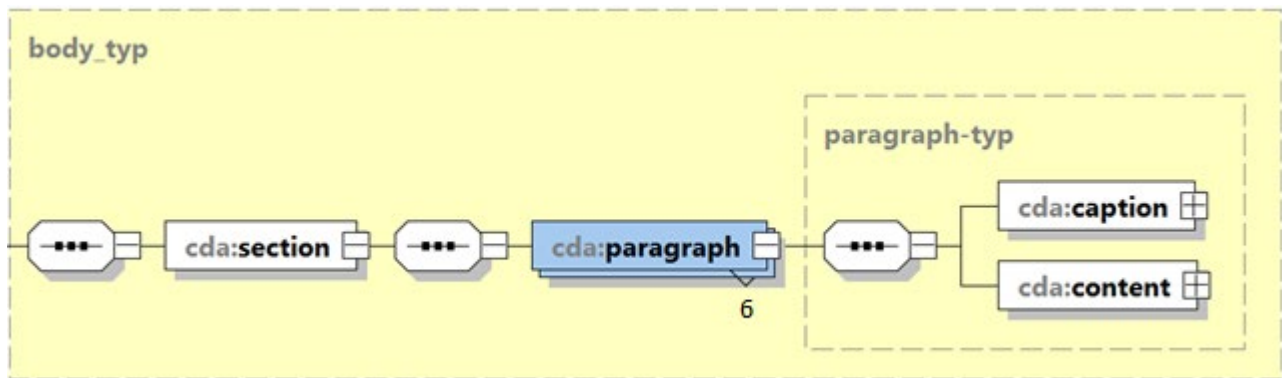 body_typ
paragraph-typ
cda:caption
cda:section
cda:paragraph
cda:content
6